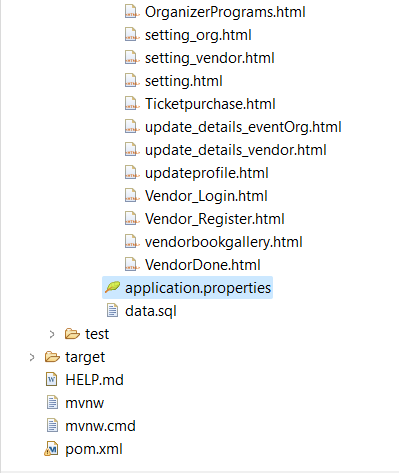 OrganizerPrograms.html
setting_org.html
setting_vendor.html
setting.html
Ticketpurchase.html
update_details_eventOrg.html
update_details_vendor.html
updateprofile.html
Vendor_Login.html
Vendor_Register.html
vendorbookgallery.html
VendorDone.html
application.properties
data.sql
test
target
HELP.md
mvnw
mvnw.cmd
pom.xml